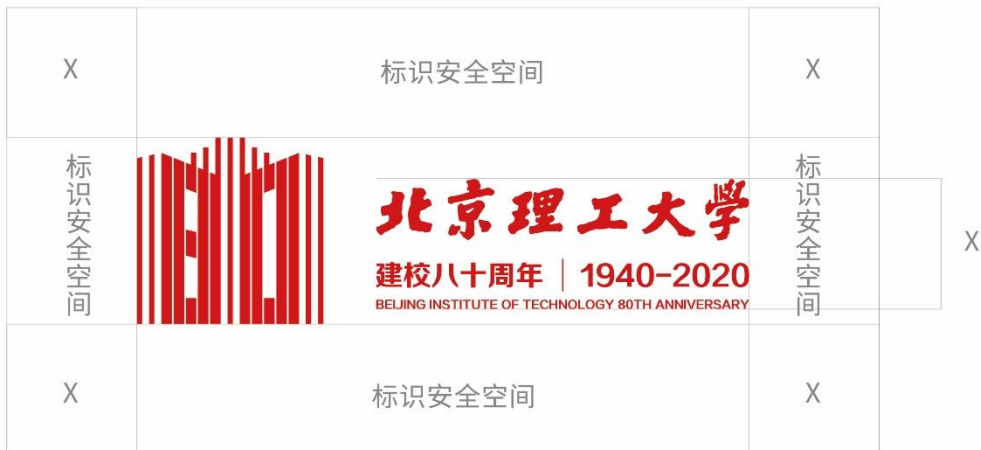 X
标识安全空间
X
标识安全空间
北京理工大學
建校八十周年 | 1940-2020
BEIJING INSTITUTE OF TECHNOLOGY 80TH ANNIVERSARY
标识安全空间
X
X
标识安全空间
X